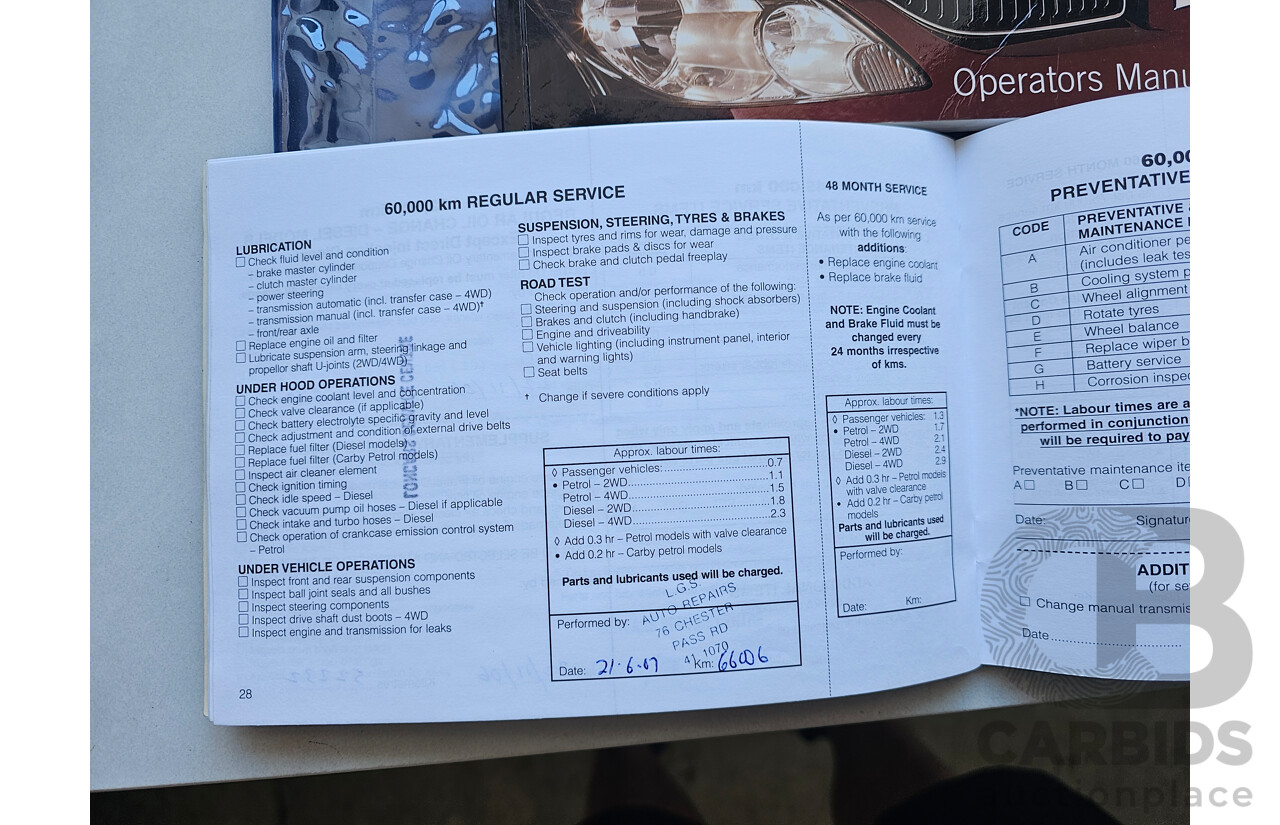 Operators Manu
60,000 km REGULAR SERVICE
LUBRICATION
Check fluid level and condition
– brake master cylinder
– clutch master cylinder
– power steering
– transmission automatic (incl. transfer case – 4WD)
– transmission manual (incl. transfer case – 4WD)†
– front/rear axle
Replace engine oil and filter
Lubricate suspension arm, steering linkage and
propellor shaft U-joints (2WD/4WD)
UNDER HOOD OPERATIONS
Check engine coolant level and concentration
Check valve clearance (if applicable)
Check battery electrolyte specific gravity and level
Check adjustment and condition of external drive belts
Replace fuel filter (Diesel models)
Replace fuel filter (Carby Petrol models)
Inspect air cleaner element
Check ignition timing
Check idle speed – Diesel
Check vacuum pump oil hoses – Diesel if applicable
Check intake and turbo hoses – Diesel
Check operation of crankcase emission control system
– Petrol
UNDER VEHICLE OPERATIONS
Inspect front and rear suspension components
Inspect ball joint seals and all bushes
Inspect steering components
Inspect drive shaft dust boots – 4WD
Inspect engine and transmission for leaks
28
SUSPENSION, STEERING, TYRES & BRAKES
Inspect tyres and rims for wear, damage and pressure
Inspect brake pads & discs for wear
Check brake and clutch pedal freeplay
ROAD TEST
Check operation and/or performance of the following:
Steering and suspension (including shock absorbers)
Brakes and clutch (including handbrake)
Engine and driveability
Vehicle lighting (including instrument panel, interior
and warning lights)
Seat belts
† Change if severe conditions apply
Approx. labour times:
◊ Passenger vehicles:..............................0.7
• Petrol – 2WD.......................................1.1
Petrol – 4WD.......................................1.5
Diesel – 2WD.......................................1.8
Diesel – 4WD.......................................2.3
◊ Add 0.3 hr – Petrol models with valve clearance
• Add 0.2 hr – Carby petrol models
Parts and lubricants used will be charged.
L.G.S.
AUTO REPAIRS
76 CHESTER
PASS RD
41 1070
Performed by:
Date: 21·6·07 Km: 66006
48 MONTH SERVICE
As per 60,000 km service
with the following
additions:
• Replace engine coolant
• Replace brake fluid
NOTE: Engine Coolant
and Brake Fluid must be
changed every
24 months irrespective
of kms.
Approx. labour times:
◊ Passenger vehicles: 1.3
• Petrol – 2WD 1.7
Petrol – 4WD 2.1
Diesel – 2WD 2.4
Diesel – 4WD 2.9
◊ Add 0.3 hr – Petrol models
with valve clearance
• Add 0.2 hr – Carby petrol
models
Parts and lubricants used
will be charged.
Performed by:
Date: Km:
60,00
PREVENTATIVE
CODE PREVENTATIVE
MAINTENANCE
A Air conditioner pe
(includes leak tes
B Cooling system p
C Wheel alignment
D Rotate tyres
E Wheel balance
F Replace wiper b
G Battery service
H Corrosion inspec
*NOTE: Labour times are a
performed in conjunction
will be required to pay
Preventative maintenance ite
A B C D
Date: Signatur
ADDIT
(for se
Change manual transmis
Date
CARBIDS
auctionplace